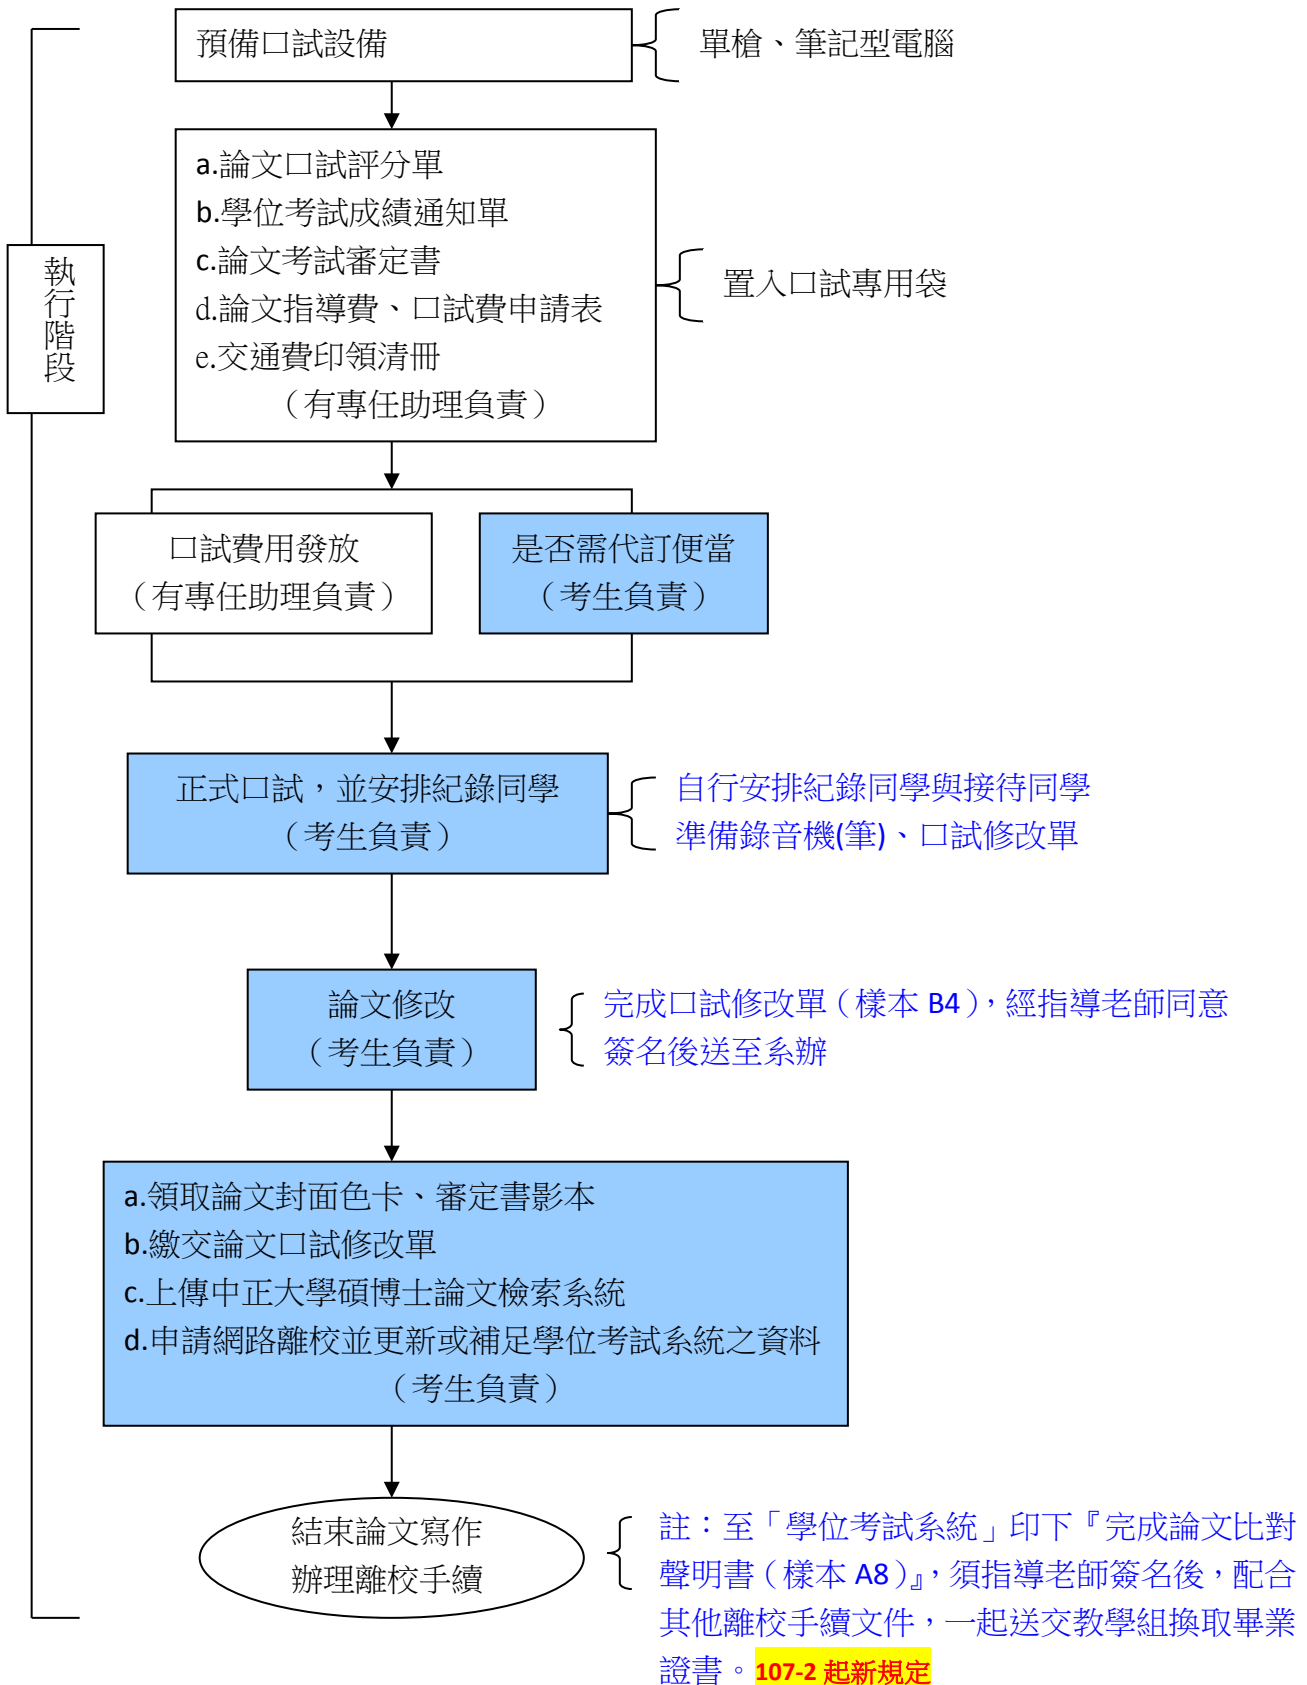 預備口試設備
單槍、筆記型電腦
執行階段
a.論文口試評分單
b.學位考試成績通知單
c.論文考試審定書
d.論文指導費、口試費申請表
e.交通費印領清冊
（有專任助理負責）
置入口試專用袋
口試費用發放
（有專任助理負責）
是否需代訂便當
（考生負責）
正式口試，並安排紀錄同學
（考生負責）
自行安排紀錄同學與接待同學
準備錄音機(筆)、口試修改單
論文修改
（考生負責）
完成口試修改單（樣本 B4），經指導老師同意
簽名後送至系辦
a.領取論文封面色卡、審定書影本
b.繳交論文口試修改單
c.上傳中正大學碩博士論文檢索系統
d.申請網路離校並更新或補足學位考試系統之資料
（考生負責）
結束論文寫作
辦理離校手續
註：至「學位考試系統」印下『完成論文比對
聲明書（樣本 A8）』，須指導老師簽名後，配合
其他離校手續文件，一起送交教學組換取畢業
證書。107-2 起新規定